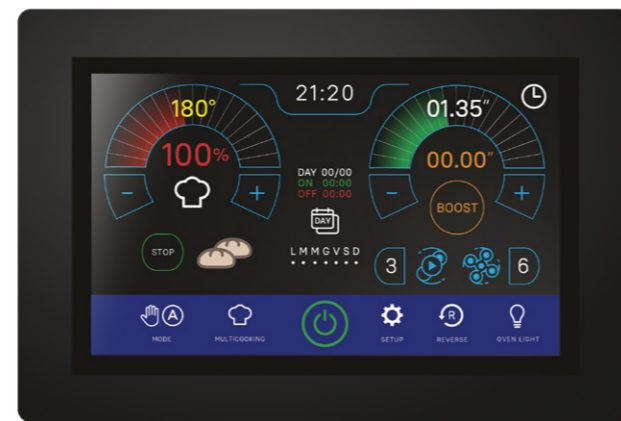 21:20
180°
100%
- +
STOP
DAY 00/00
ON 00:00
OFF 00:00
DAY
LMMGVSD
01.35"
00.00"
- +
BOOST
3 6
A
MODE
MULTICOOKING
SETUP
R
REVERSE
OVEN LIGHT